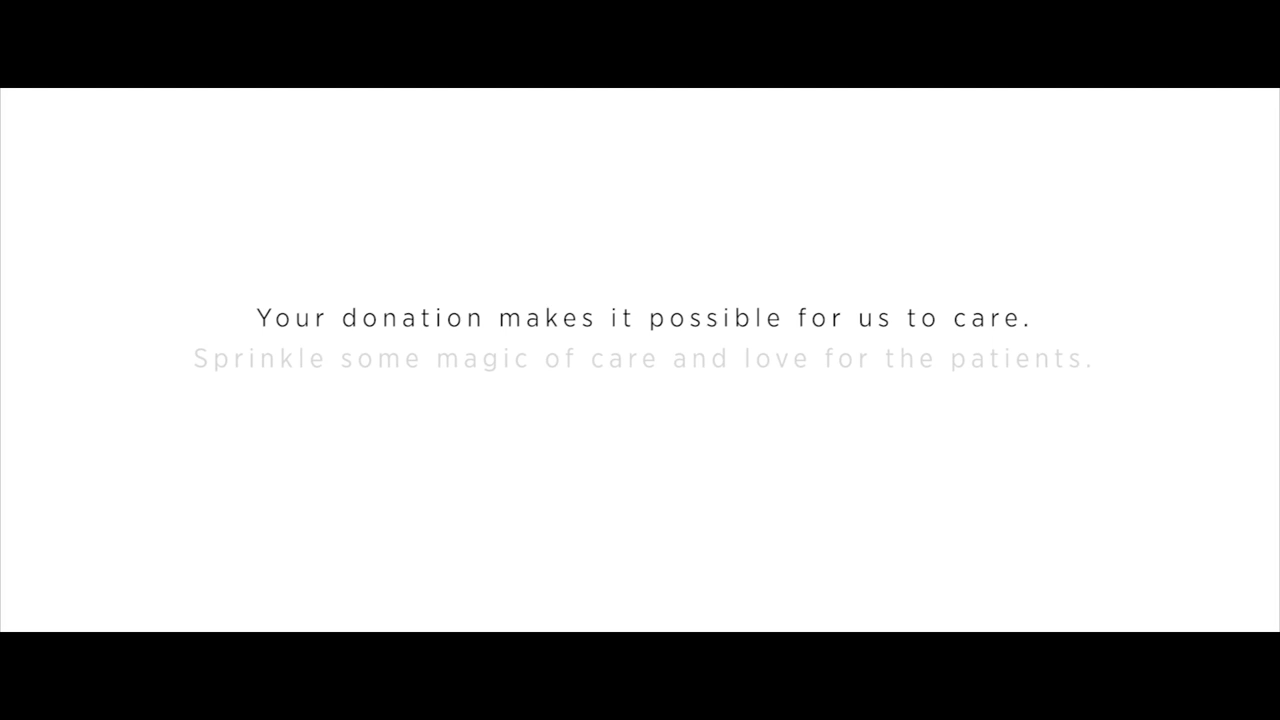 Your donation makes it possible for us to care.
Sprinkle some magic of care and love for the patients.